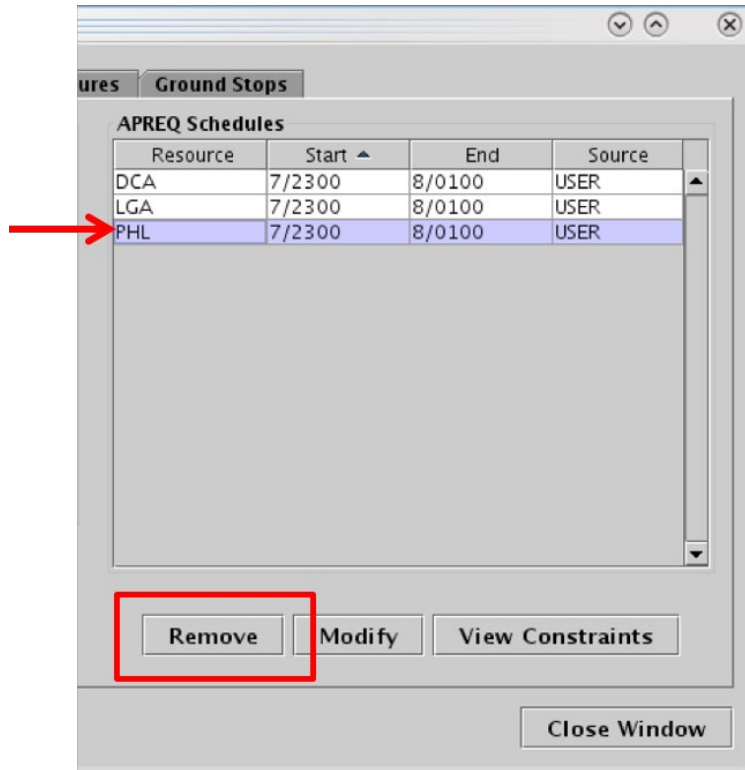 ures Ground Stops
APREQ Schedules
Resource Start End Source
DCA 7/2300 8/0100 USER
LGA 7/2300 8/0100 USER
PHL 7/2300 8/0100 USER
Remove Modify View Constraints
Close Window